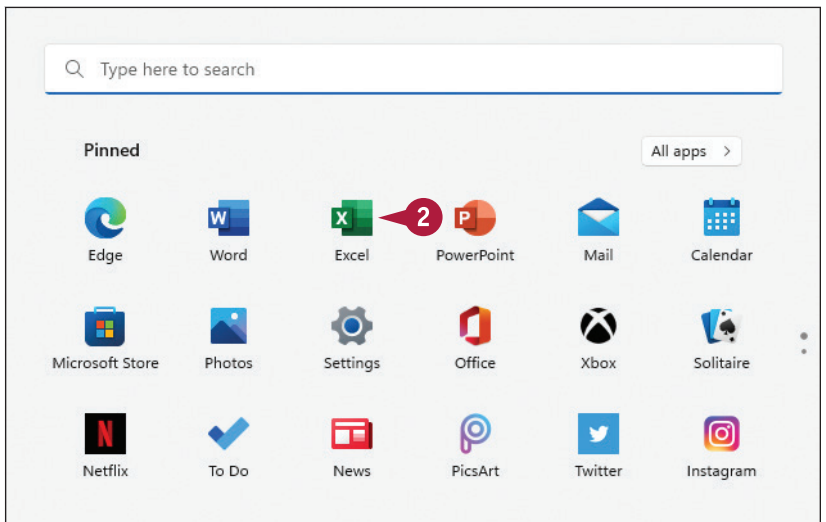 Type here to search
Pinned All apps >
2
Edge Word Excel PowerPoint Mail Calendar
Microsoft Store Photos Settings Office Xbox Solitaire
Netflix To Do News PicsArt Twitter Instagram